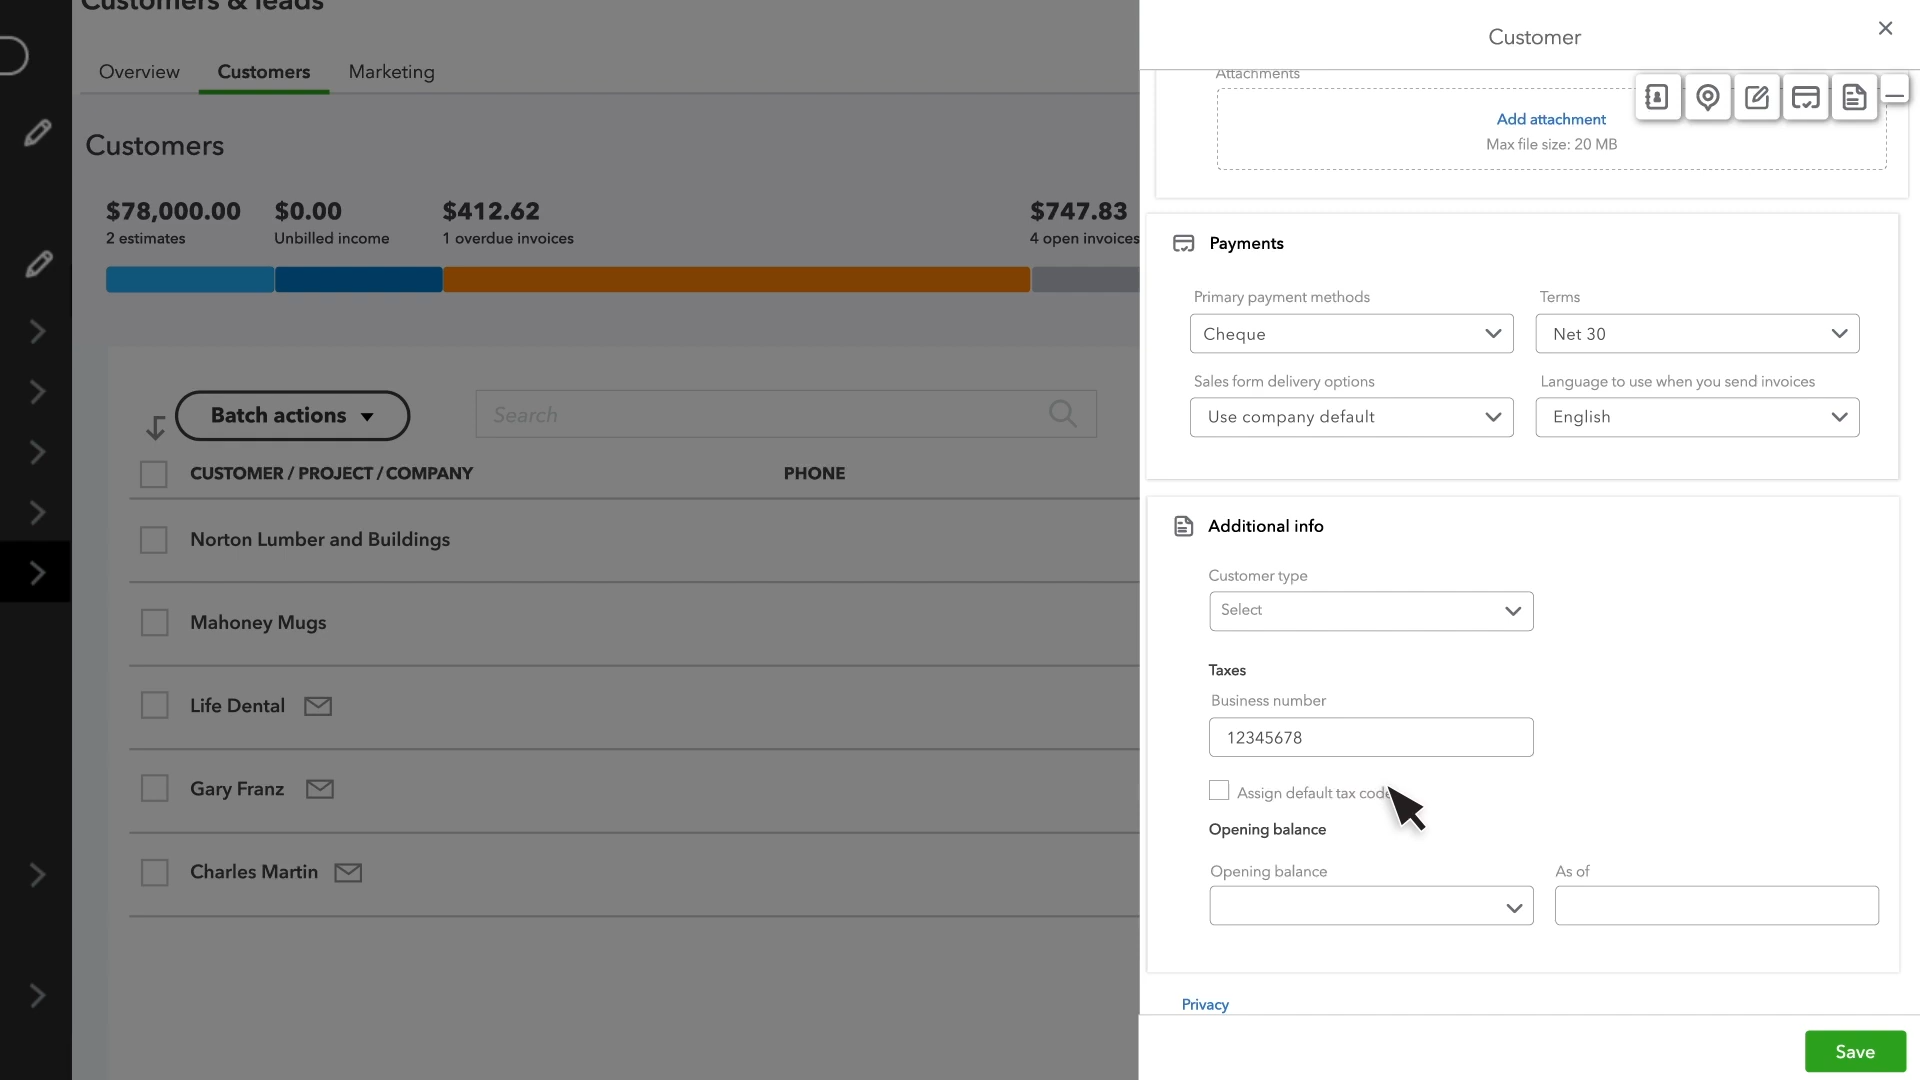 Customers & leads
Overview
Customers
Marketing
Customers
$78,000.00
2 estimates
$0.00
Unbilled income
$412.62
1 overdue invoices
$747.83
4 open invoices
Batch actions
Search
CUSTOMER / PROJECT / COMPANY
PHONE
Norton Lumber and Buildings
Mahoney Mugs
Life Dental
Gary Franz
Charles Martin
Customer
Attachments
Add attachment
Max file size: 20 MB
Payments
Primary payment methods
Terms
Cheque
Net 30
Sales form delivery options
Language to use when you send invoices
Use company default
English
Additional info
Customer type
Select
Taxes
Business number
12345678
Assign default tax code
Opening balance
Opening balance
As of
Privacy
Save